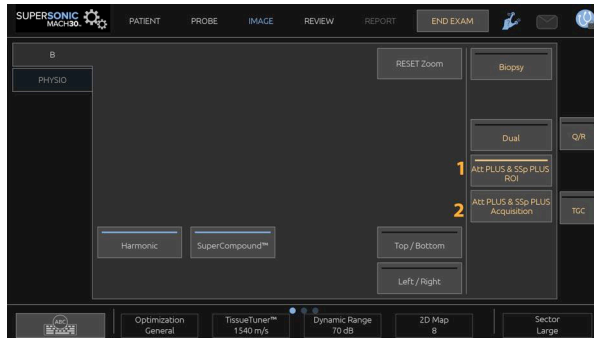 SUPERSONIC
MACH30
PATIENT
PROBE
IMAGE
REVIEW
REPORT
END EXAM
B
PHYSIO
RESET Zoom
Biopsy
Dual
Q/R
1
Att PLUS & SSp PLUS
ROI
2
Att PLUS & SSp PLUS
Acquisition
TGC
Harmonic
SuperCompound™
Top / Bottom
Left / Right
ABC
Optimization
General
TissueTuner™
1540 m/s
Dynamic Range
70 dB
2D Map
8
Sector
Large